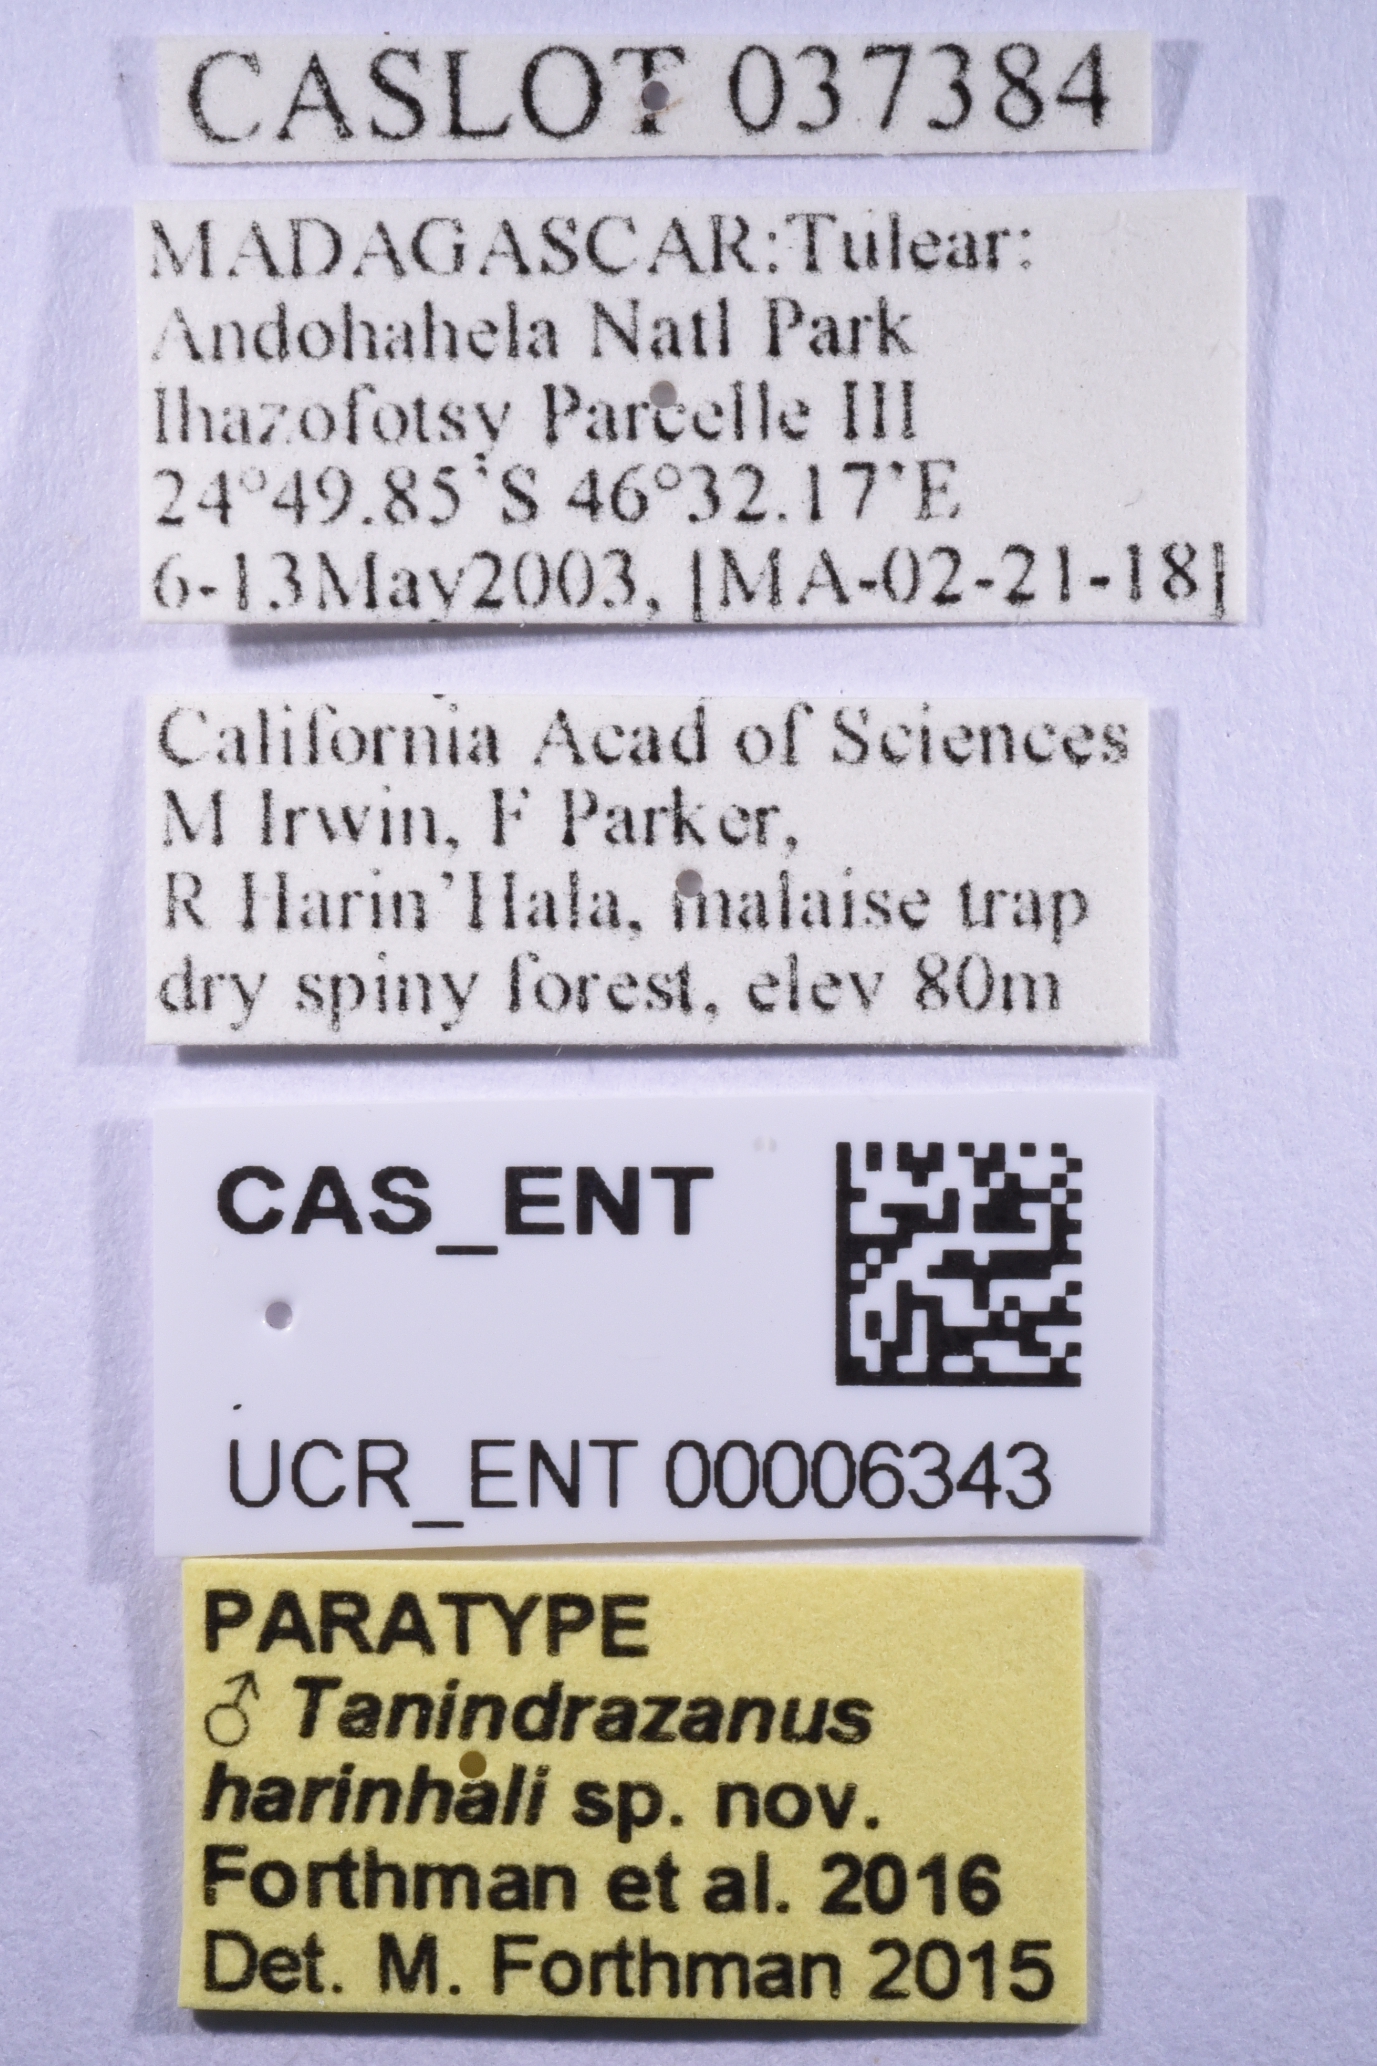 CASLOT 037384
MADAGASCAR:Tulear:
Andohahela Natl Park
Ihazofotsy Parcelle III
24°49.85'S 46°32.17'E
6-13May2003, [MA-02-21-18]
California Acad of Sciences
M Irwin, F Parker,
R Harin'Hala, malaise trap
dry spiny forest, elev 80m
CAS_ENT
UCR_ENT 00006343
PARATYPE
♂ Tanindrazanus
harinhali sp. nov.
Forthman et al. 2016
Det. M. Forthman 2015